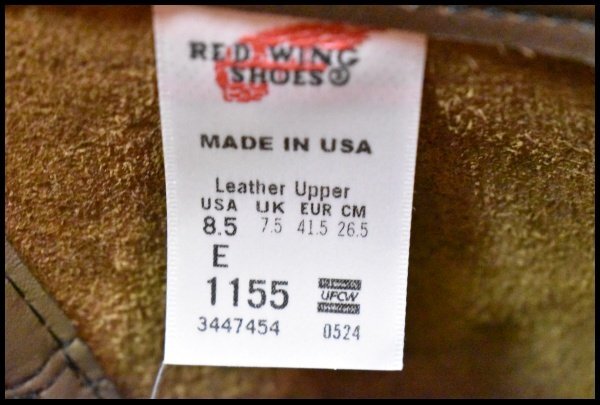 RED WING
SHOES®
MADE IN USA
Leather Upper
USA UK EUR CM
8.5 7.5 41.5 26.5
E
1155 UFCW
3447454 0524